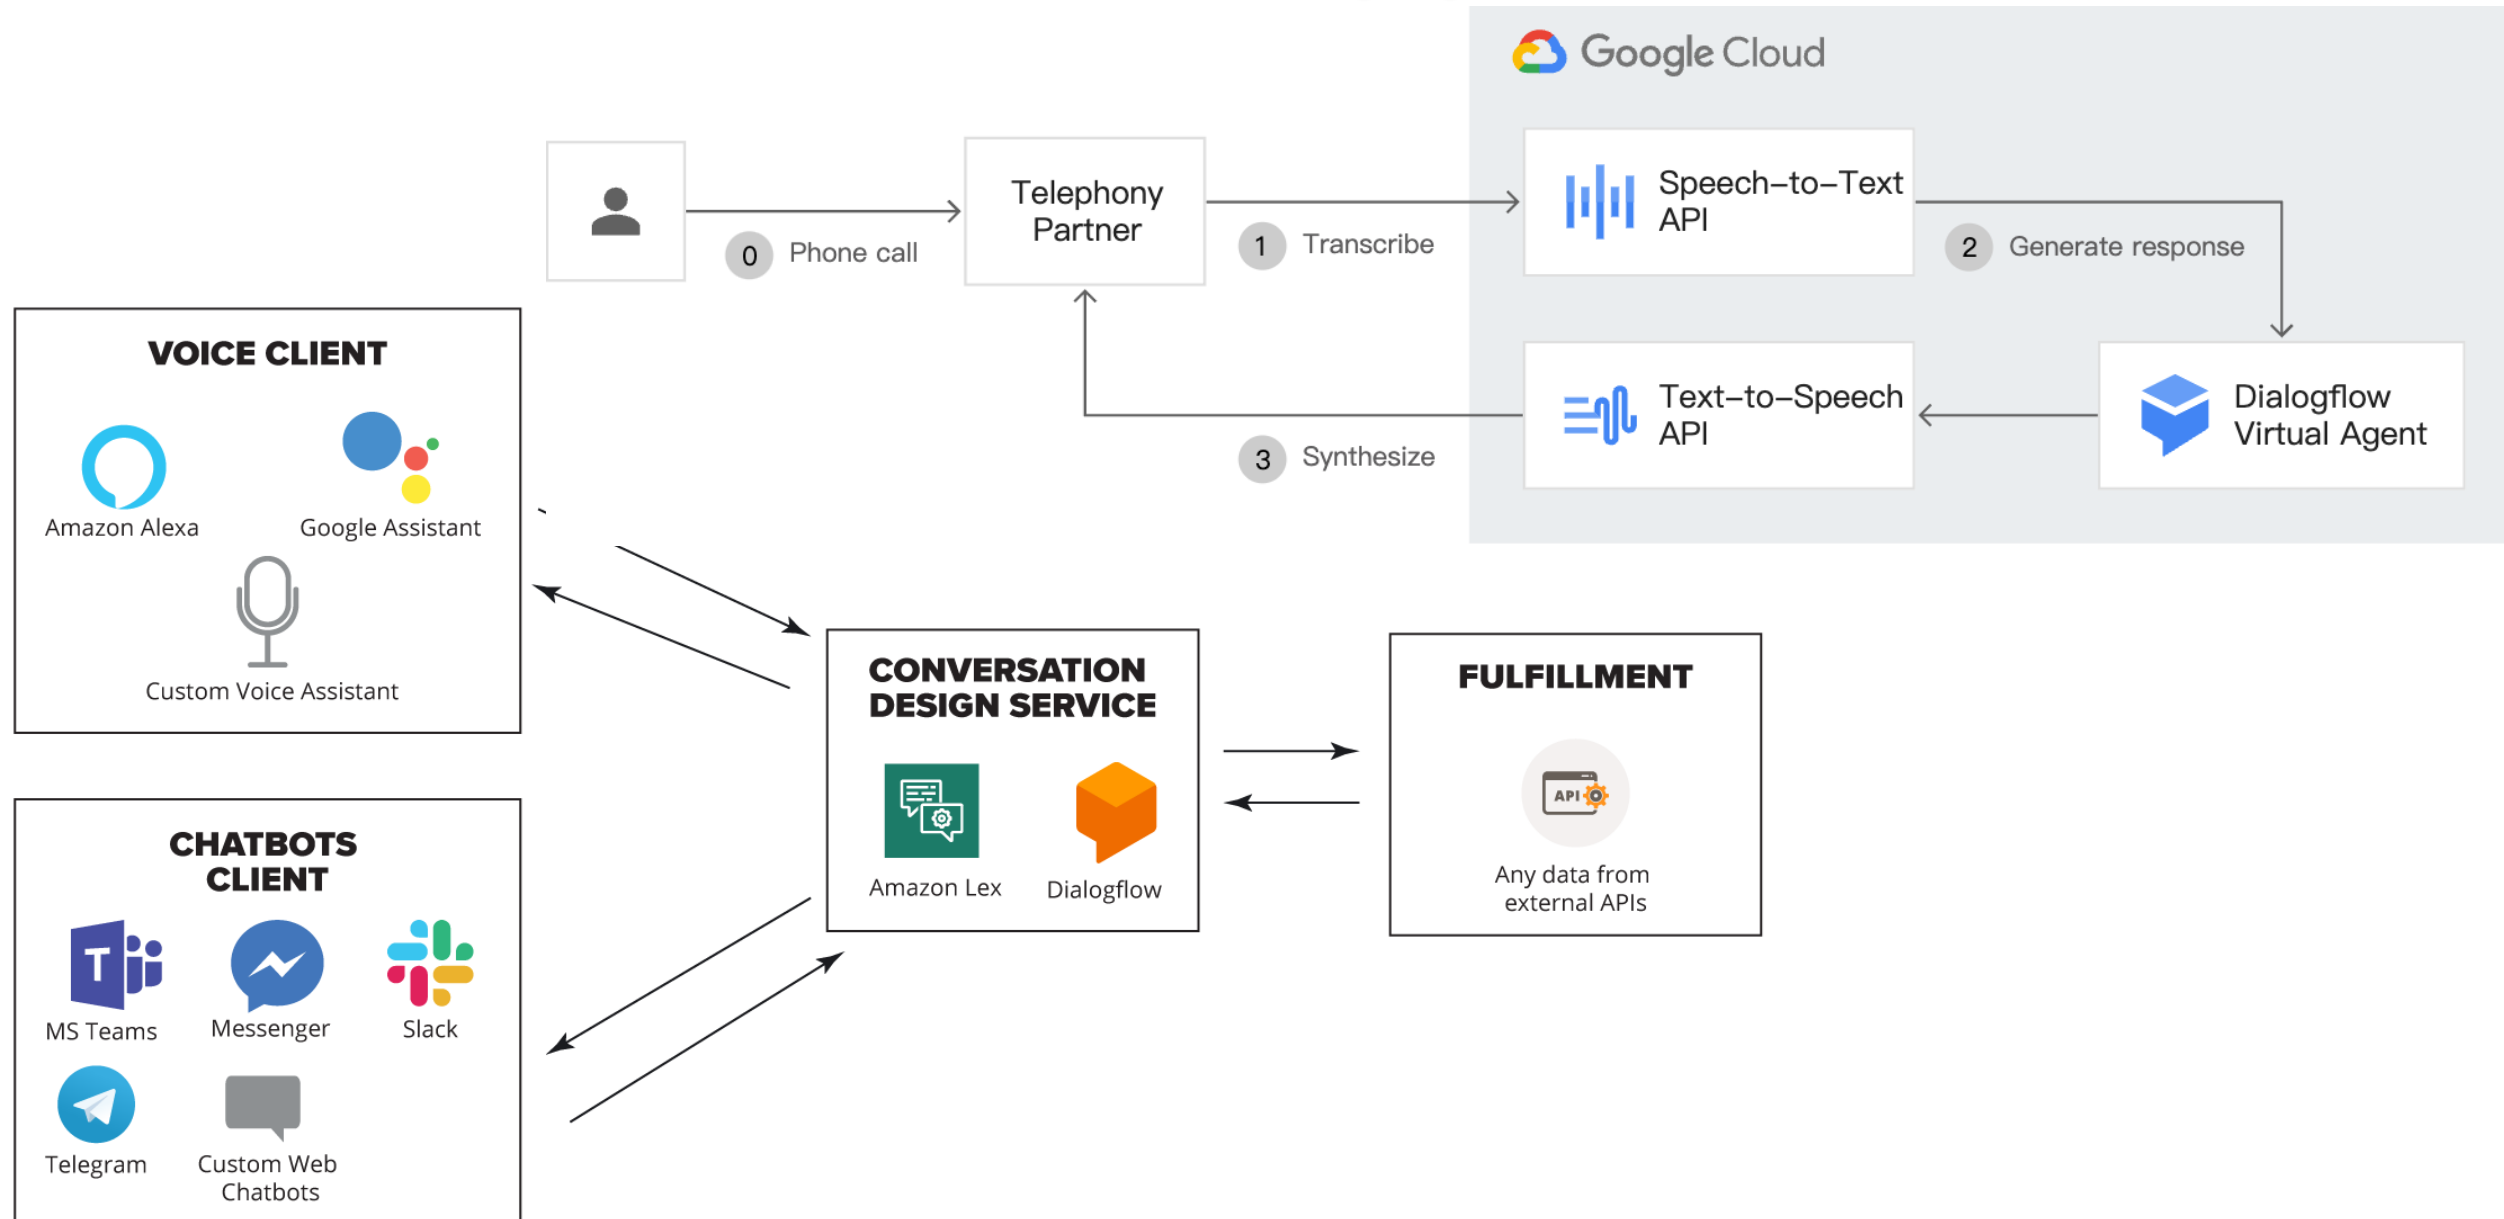 Google Cloud
Telephony
Partner
Speech-to-Text
API
0 Phone call
1 Transcribe
2 Generate response
Text-to-Speech
API
Dialogflow
Virtual Agent
3 Synthesize
VOICE CLIENT
Amazon Alexa
Google Assistant
Custom Voice Assistant
CONVERSATION
DESIGN SERVICE
Amazon Lex
Dialogflow
FULFILLMENT
API
Any data from
external APIs
CHATBOTS
CLIENT
T
MS Teams
Messenger
Slack
Telegram
Custom Web
Chatbots